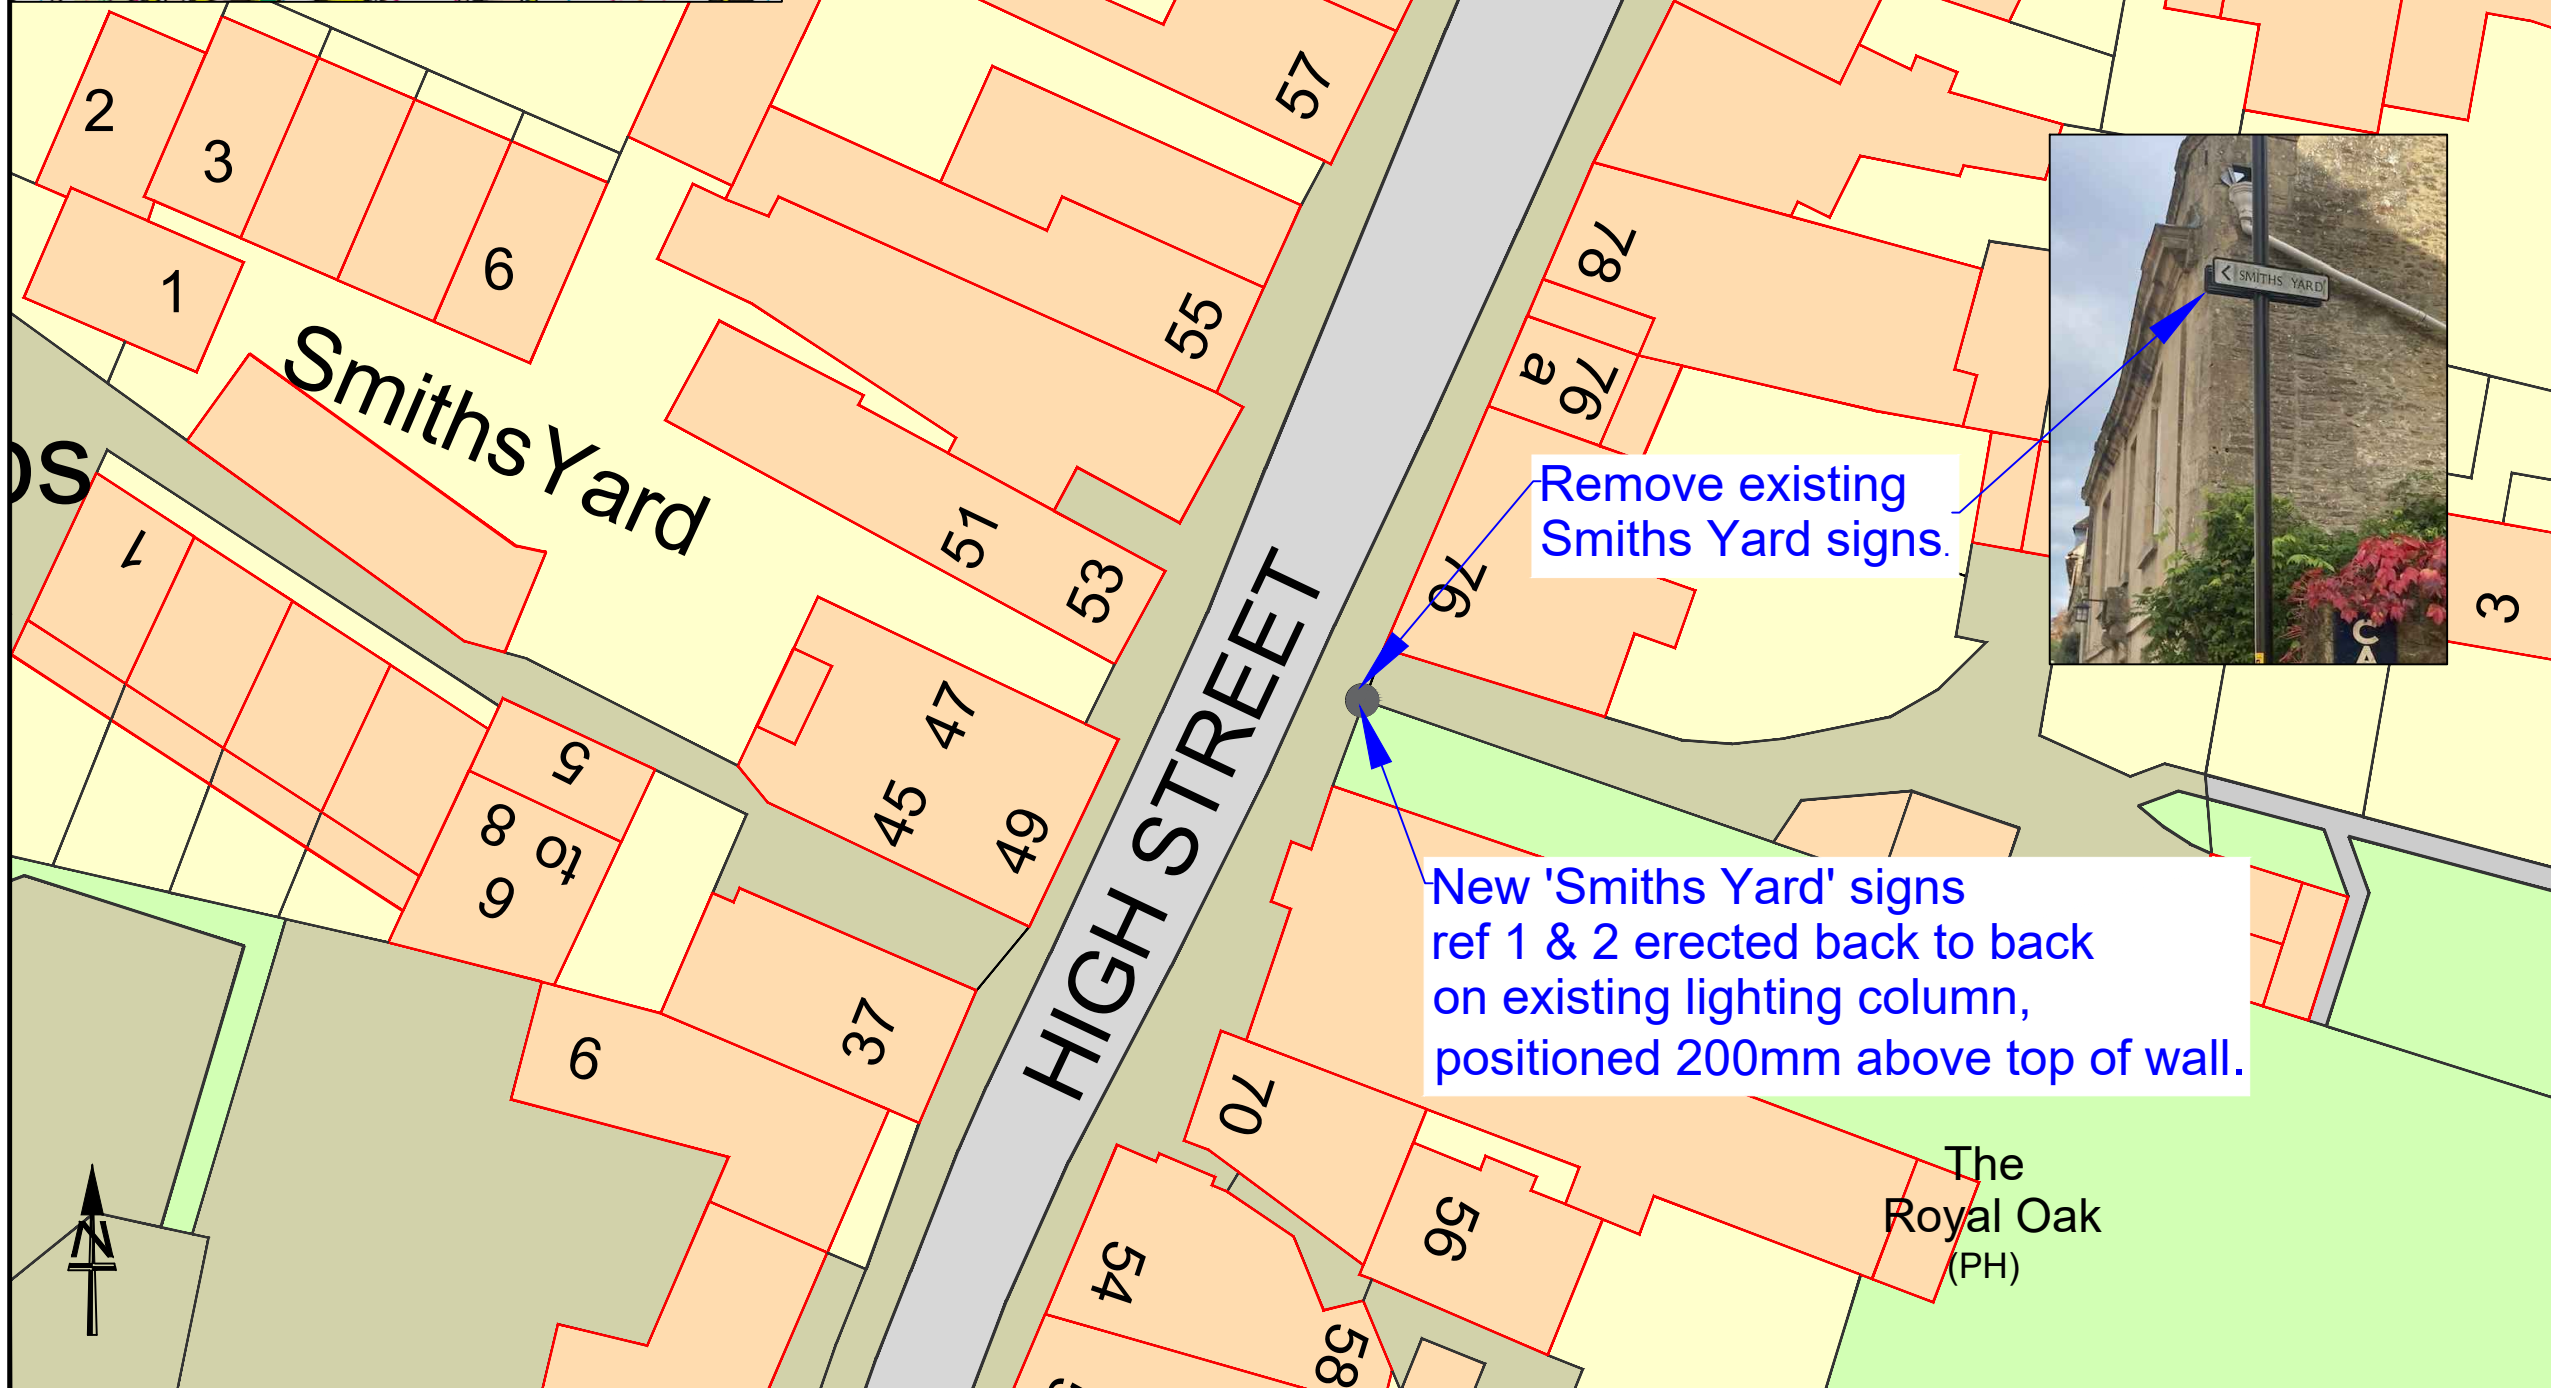 57
2
3
6
1
55
78
76
a
Smiths Yard
os
1
51
53
76
Remove existing
Smiths Yard signs.
< SMITHS YARD
C
A
3
HIGH STREET
47
45
49
5
8
to
6
New 'Smiths Yard' signs
ref 1 & 2 erected back to back
on existing lighting column,
positioned 200mm above top of wall.
37
9
70
The
Royal Oak
(PH)
N
56
54
58